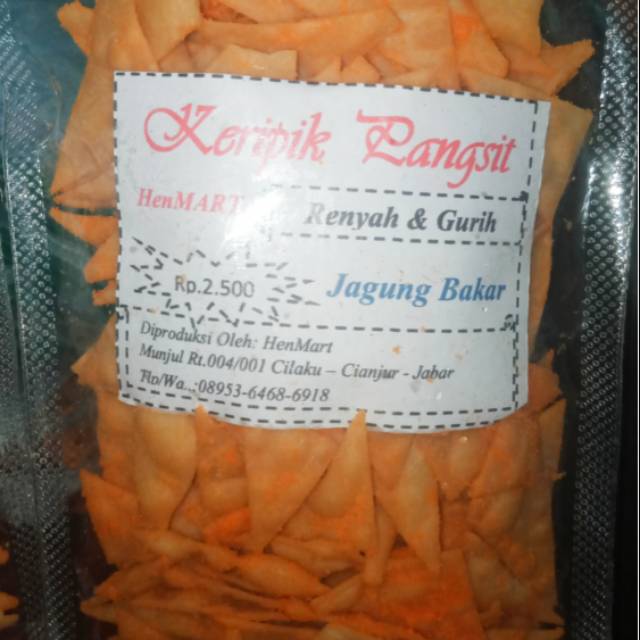 Keripik Pangsit
HenMART
Renyah & Gurih
Rp.2.500
Jagung Bakar
Diproduksi Oleh: HenMart
Munjul Rt.004/001 Cilaku – Cianjur - Jabar
Tlp/Wa..:08953-6468-6918